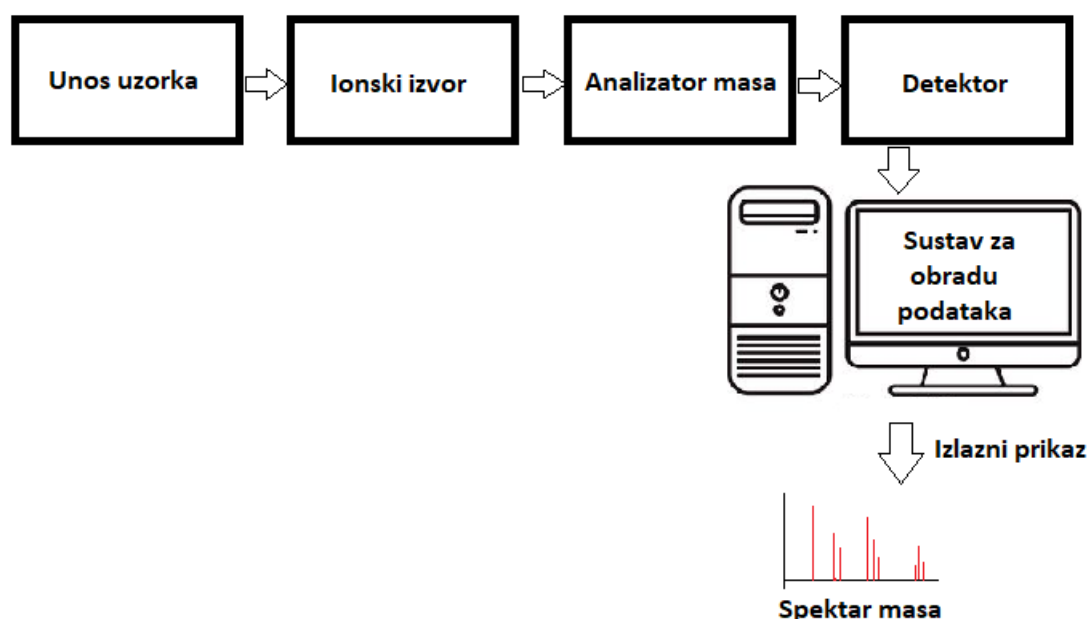 Unos uzorka
Ionski izvor
Analizator masa
Detektor
Sustav za
obradu
podataka
Izlazni prikaz
Spektar masa